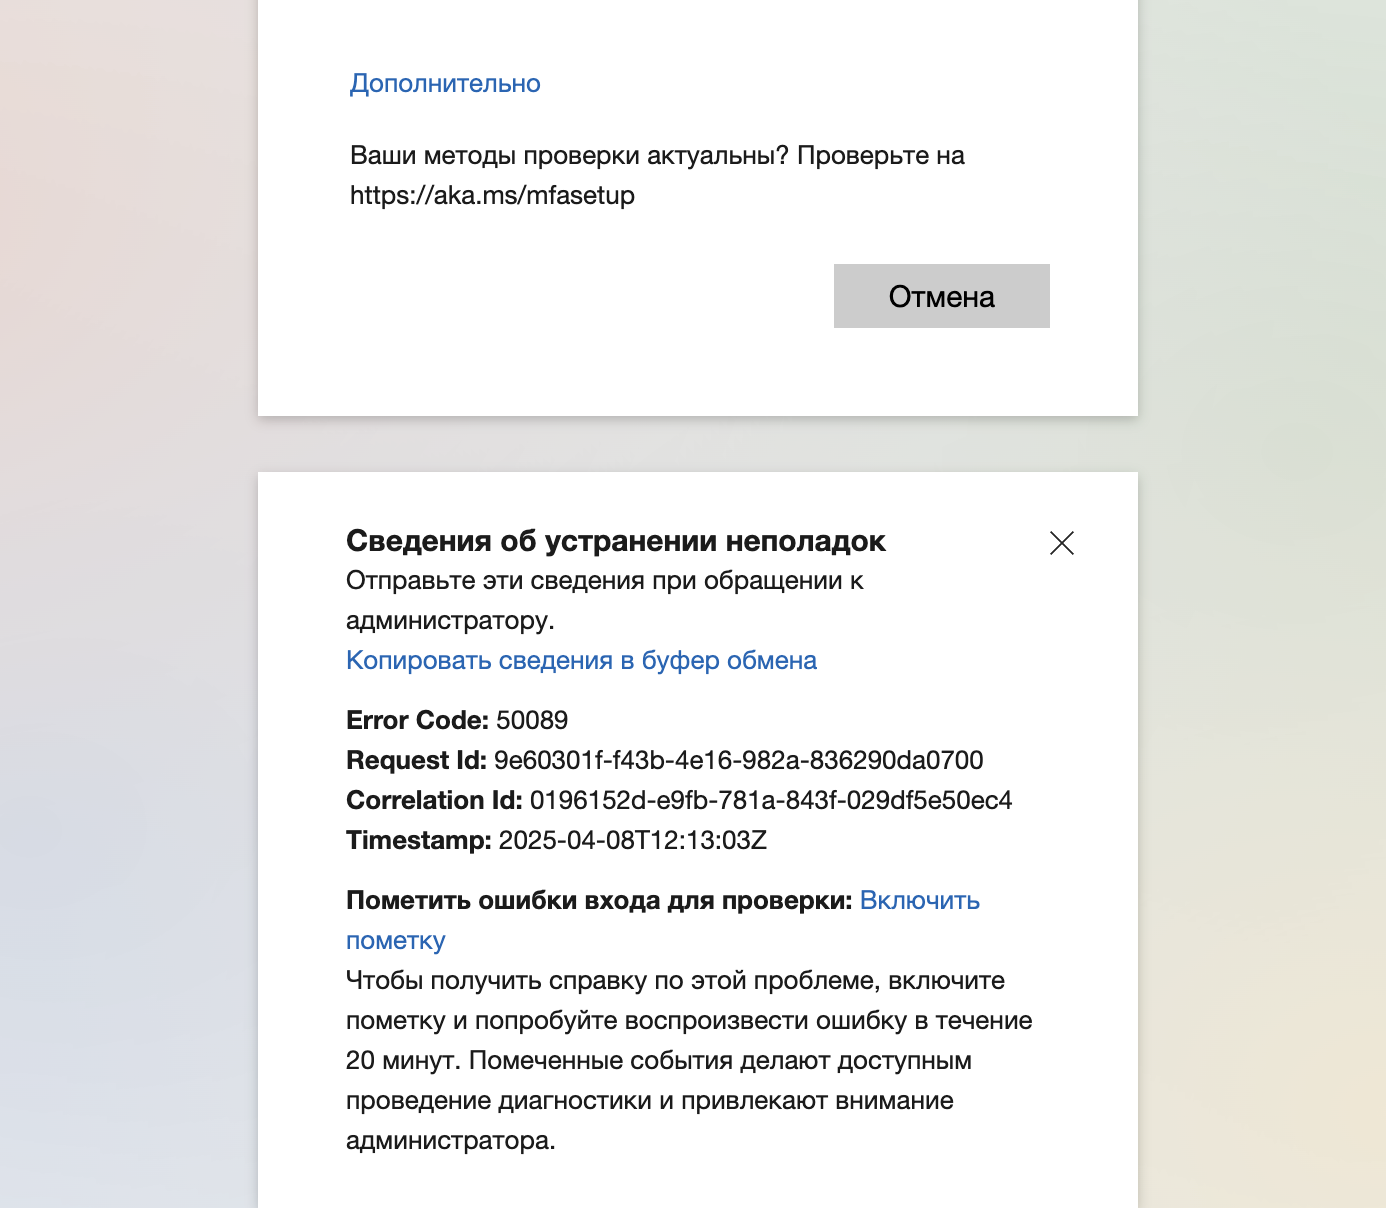 Дополнительно
Ваши методы проверки актуальны? Проверьте на
https://aka.ms/mfasetup
Отмена
Сведения об устранении неполадок
Отправьте эти сведения при обращении к
администратору.
Копировать сведения в буфер обмена
Error Code: 50089
Request Id: 9e60301f-f43b-4e16-982a-836290da0700
Correlation Id: 0196152d-e9fb-781a-843f-029df5e50ec4
Timestamp: 2025-04-08T12:13:03Z
Пометить ошибки входа для проверки: Включить
пометку
Чтобы получить справку по этой проблеме, включите
пометку и попробуйте воспроизвести ошибку в течение
20 минут. Помеченные события делают доступным
проведение диагностики и привлекают внимание
администратора.